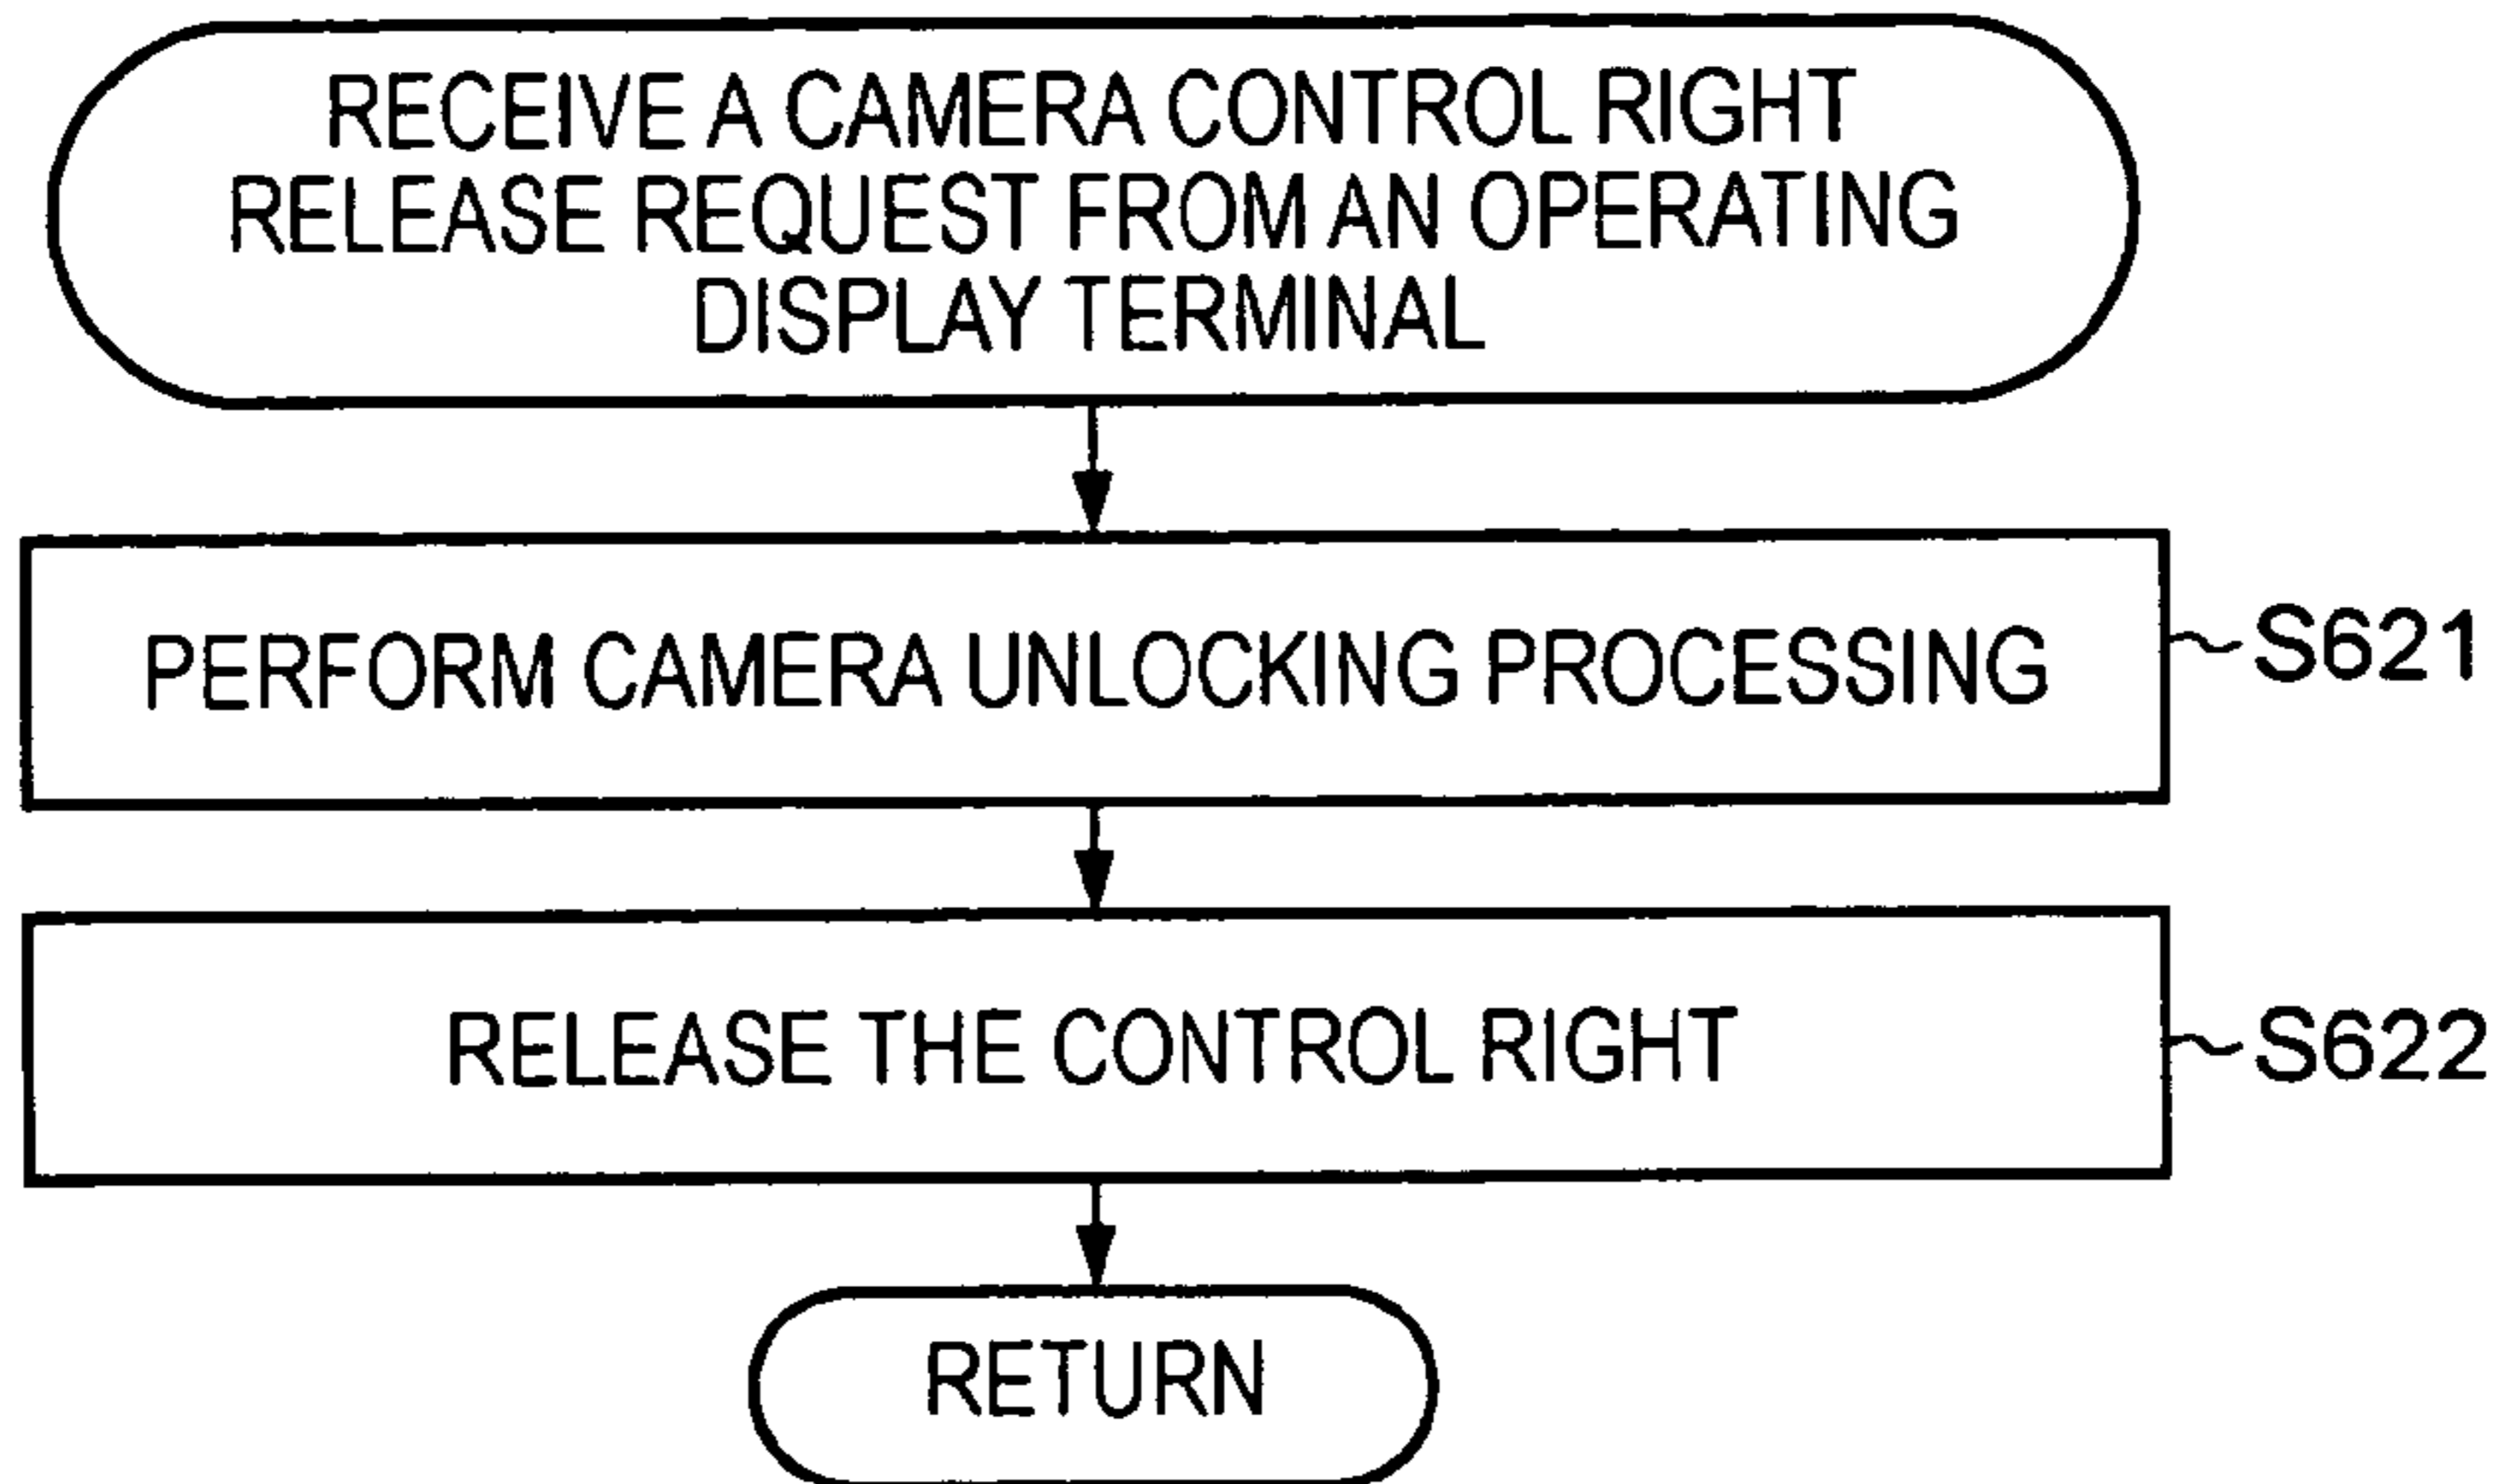 RECEIVE A CAMERA CONTROL RIGHT
RELEASE REQUEST FROM AN OPERATING
DISPLAY TERMINAL
PERFORM CAMERA UNLOCKING PROCESSING
S621
RELEASE THE CONTROL RIGHT
S622
RETURN